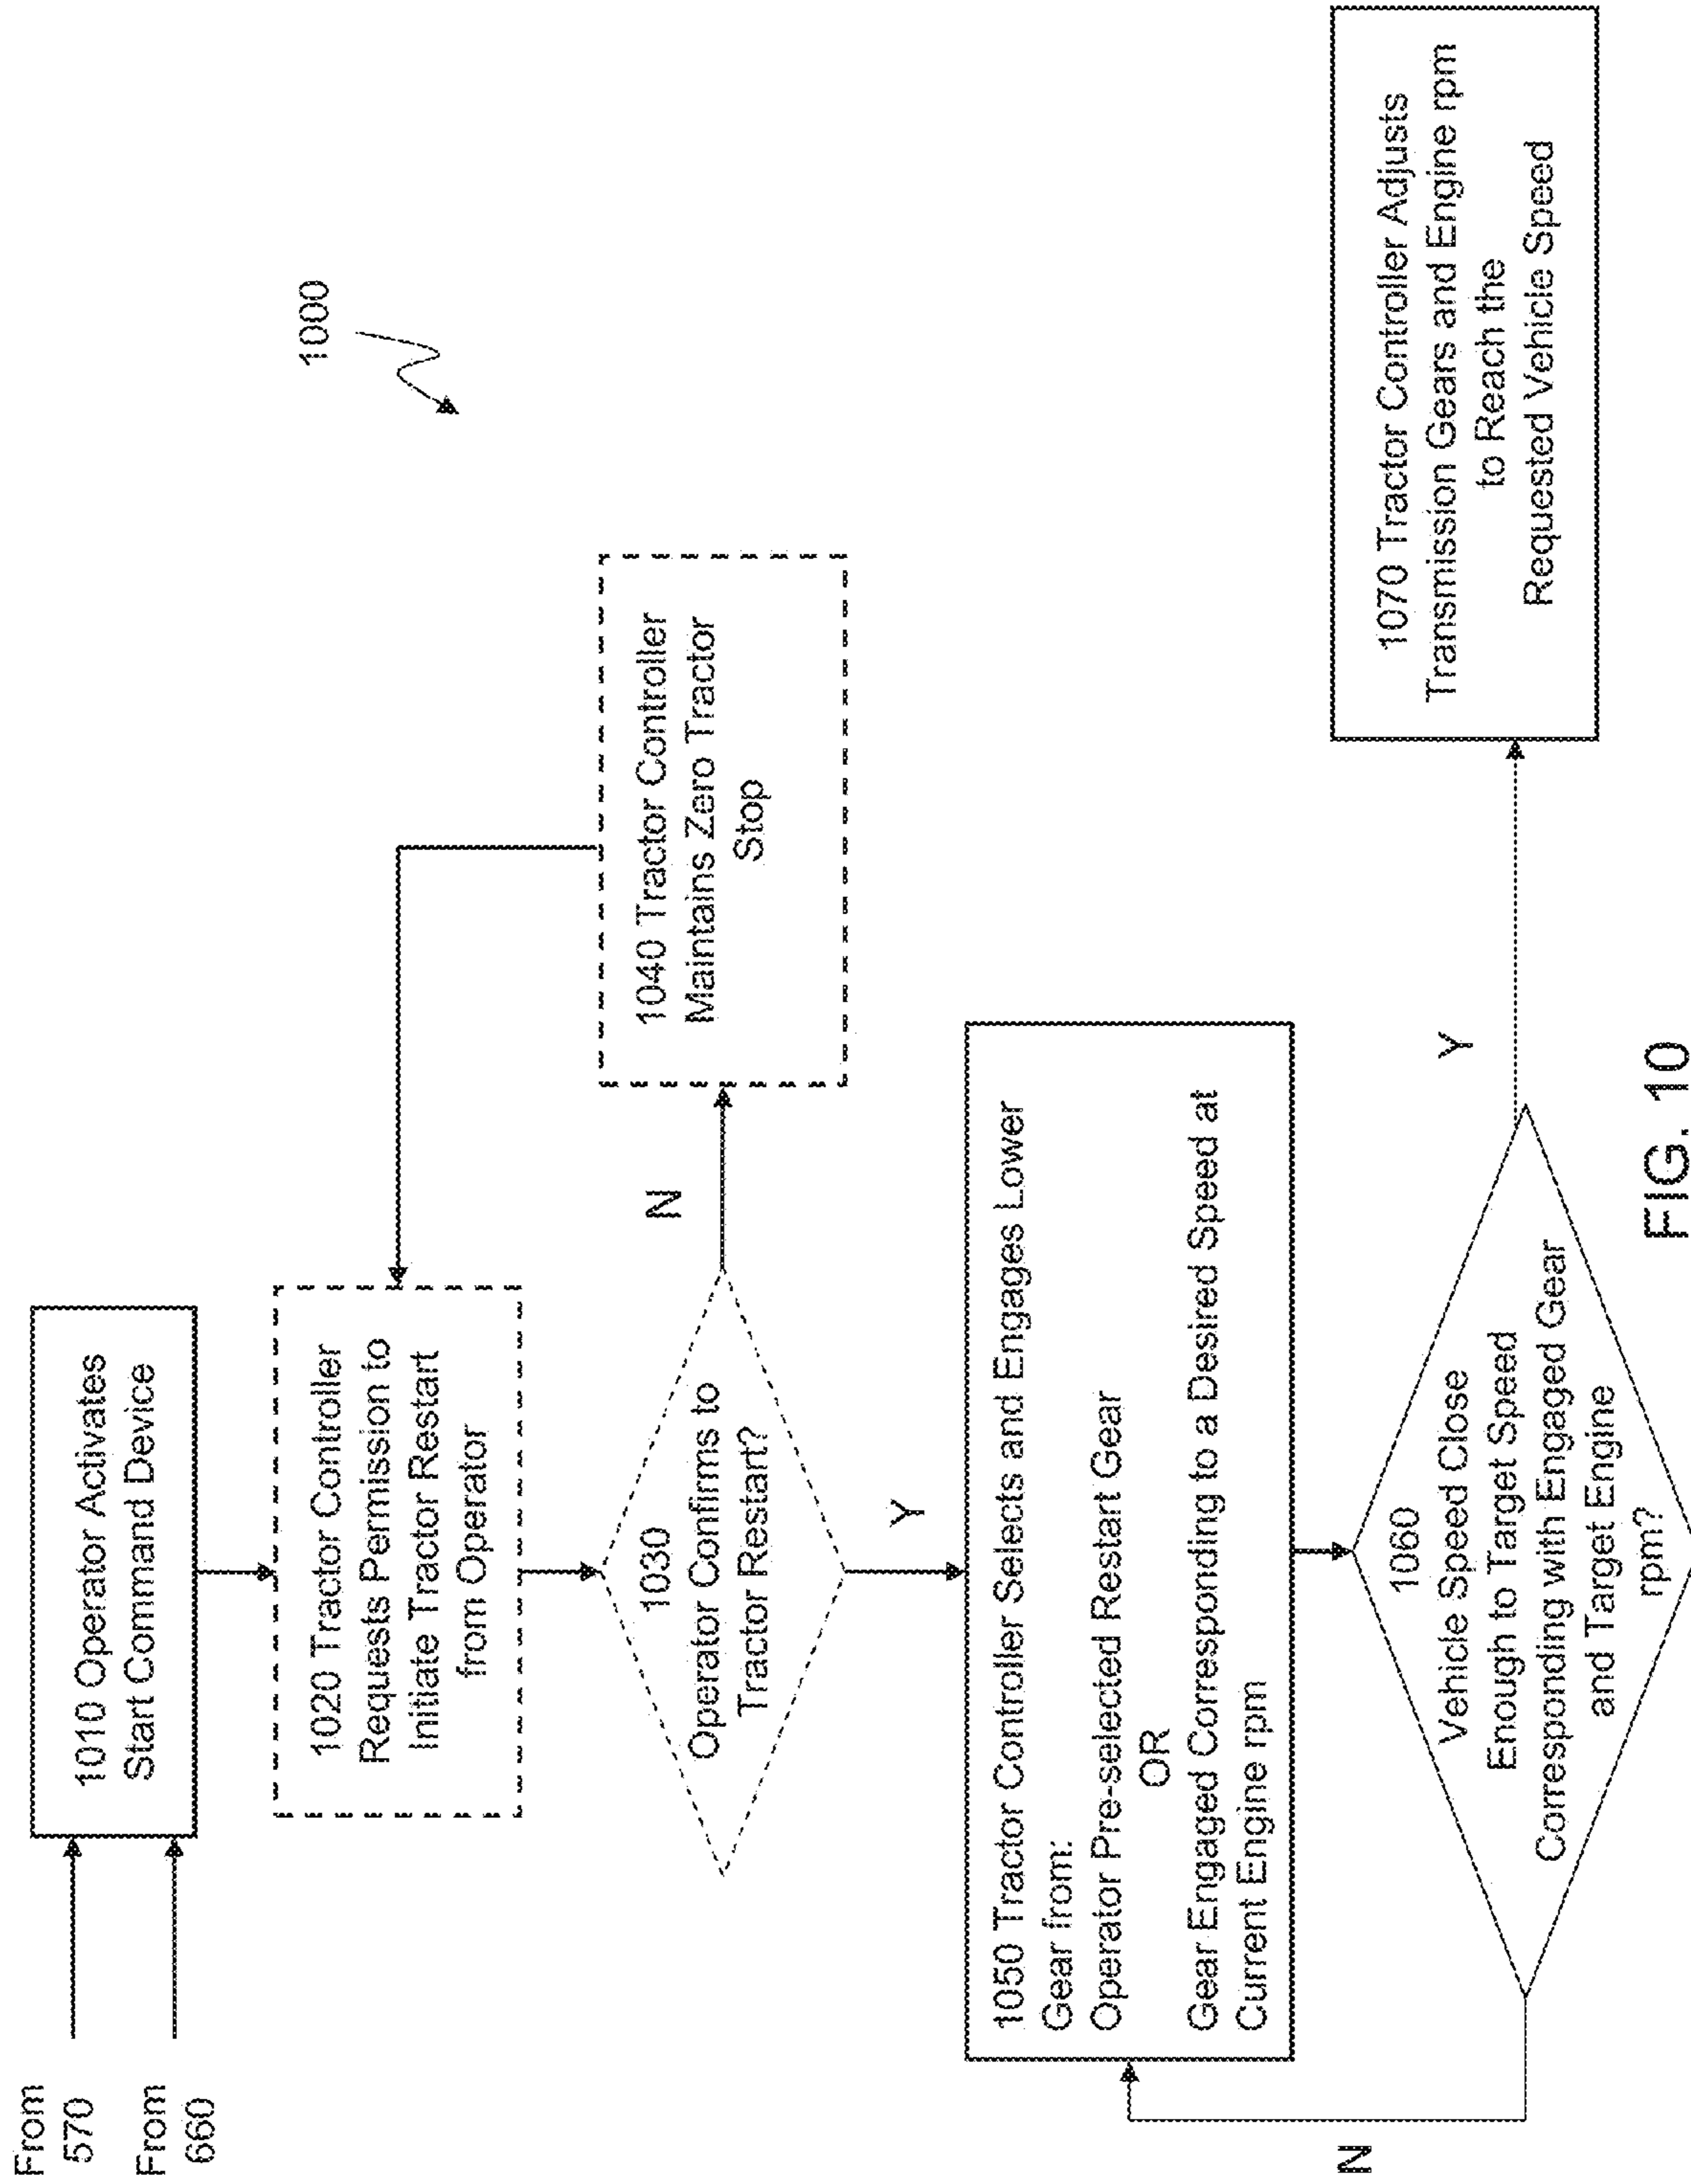 From
570
From
660
1010 Operator Activates
Start Command Device
1000
1020 Tractor Controller
Requests Permission to
Initiate Tractor Restart
from Operator
1030
Operator Confirms to
Tractor Restart?
N
1040 Tractor Controller
Maintains Zero Tractor
Stop
Y
1050 Tractor Controller Selects and Engages Lower
Gear from:
Operator Pre-selected Restart Gear
OR
Gear Engaged Corresponding to a Desired Speed at
Current Engine rpm
N
1060
Vehicle Speed Close
Enough to Target Speed
Corresponding with Engaged Gear
and Target Engine
rpm?
Y
1070 Tractor Controller Adjusts
Transmission Gears and Engine rpm
to Reach the
Requested Vehicle Speed
FIG. 10